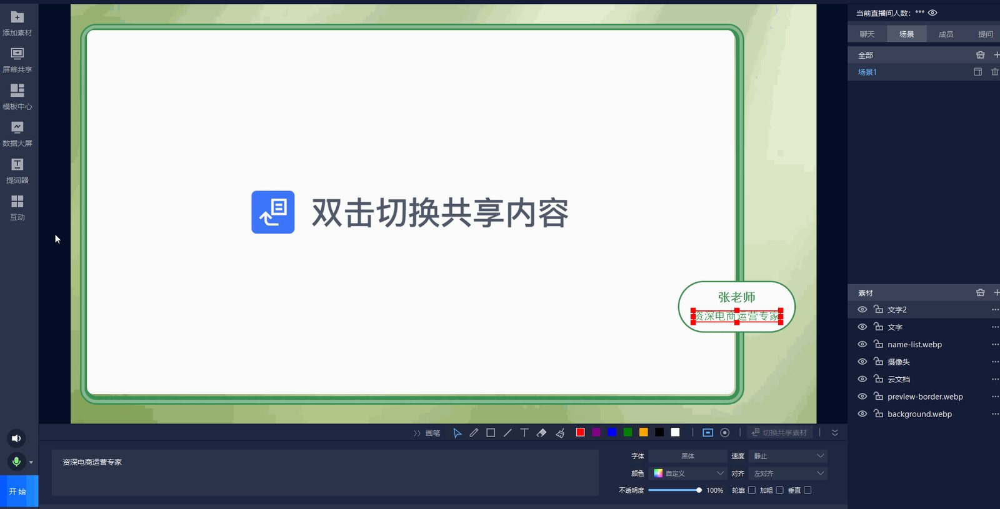 添加素材
屏幕共享
模板中心
数据大屏
提词器
互动
开始
双击切换共享内容
张老师
资深电商运营专家
画笔
切换共享素材
资深电商运营专家
字体 黑体 速度 静止
颜色 自定义 对齐 左对齐
不透明度 100% 轮廓 加粗 垂直
当前直播间人数：***
聊天 场景 成员 提问
全部
场景1
素材
文字2
文字
name-list.webp
摄像头
云文档
preview-border.webp
background.webp